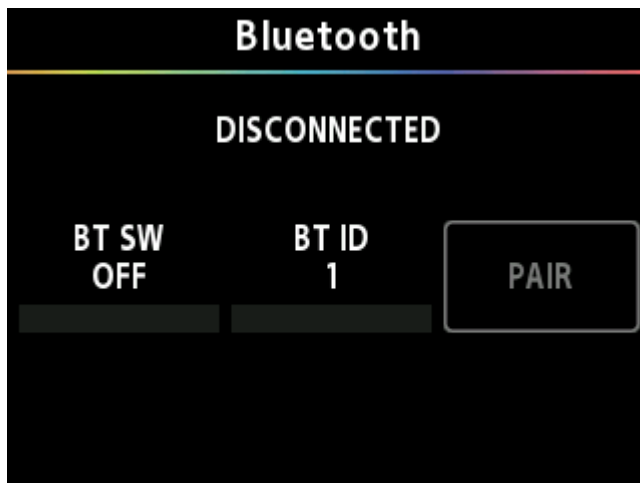 Bluetooth
DISCONNECTED
BT SW
OFF
BT ID
1
PAIR